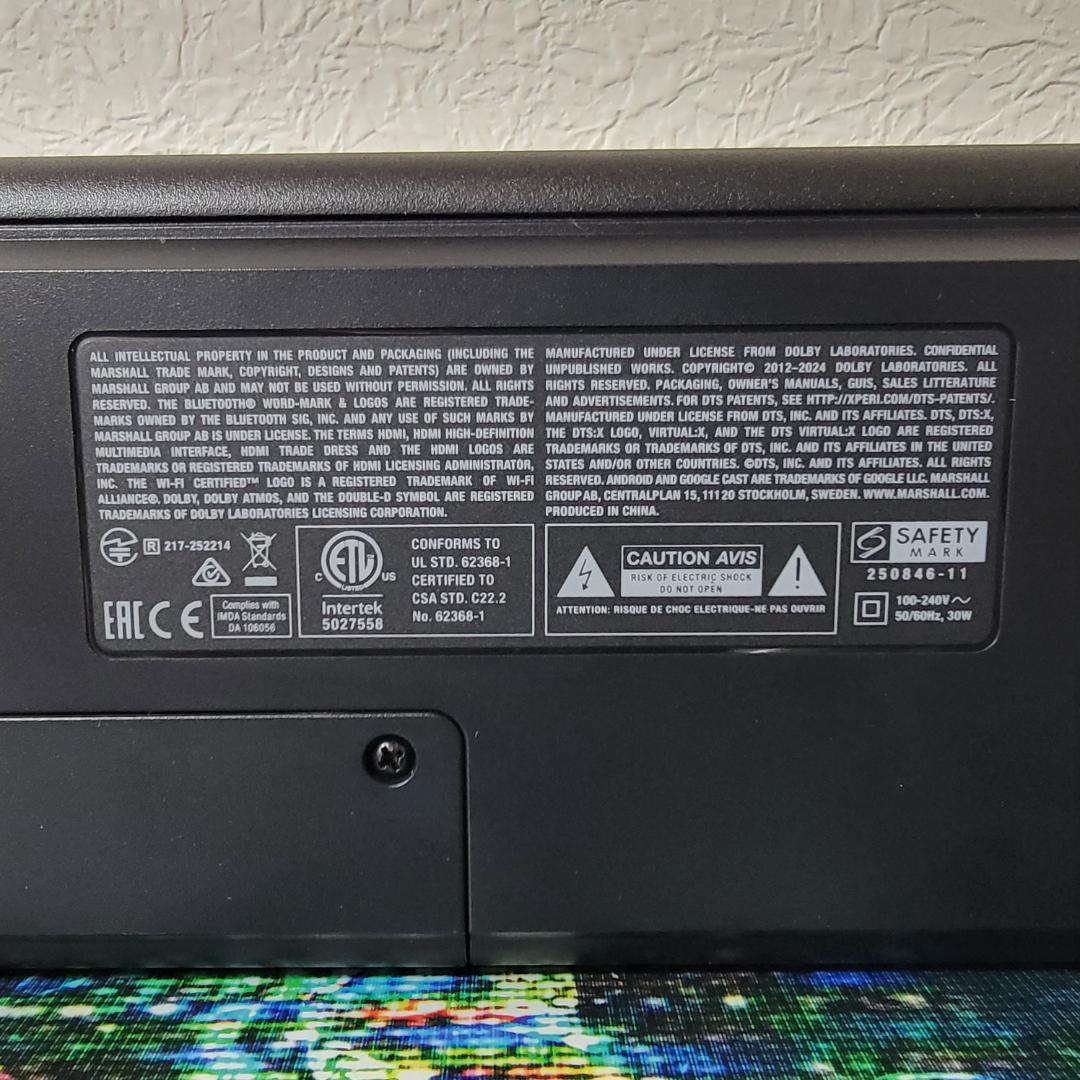 ALL INTELLECTUAL PROPERTY IN THE PRODUCT AND PACKAGING (INCLUDING THE
MARSHALL TRADE MARK, COPYRIGHT, DESIGNS AND PATENTS) ARE OWNED BY
MARSHALL GROUP AB AND MAY NOT BE USED WITHOUT PERMISSION. ALL RIGHTS
RESERVED. THE BLUETOOTH® WORD-MARK & LOGOS ARE REGISTERED TRADE-
MARKS OWNED BY THE BLUETOOTH SIG, INC. AND ANY USE OF SUCH MARKS BY
MARSHALL GROUP AB IS UNDER LICENSE. THE TERMS HDMI, HDMI HIGH-DEFINITION
MULTIMEDIA INTERFACE, HDMI TRADE DRESS AND THE HDMI LOGOS ARE
TRADEMARKS OR REGISTERED TRADEMARKS OF HDMI LICENSING ADMINISTRATOR,
INC. THE WI-FI CERTIFIED™ LOGO IS A REGISTERED TRADEMARK OF WI-FI
ALLIANCE®. DOLBY, DOLBY ATMOS, AND THE DOUBLE-D SYMBOL ARE REGISTERED
TRADEMARKS OF DOLBY LABORATORIES LICENSING CORPORATION.
MANUFACTURED UNDER LICENSE FROM DOLBY LABORATORIES. CONFIDENTIAL
UNPUBLISHED WORKS. COPYRIGHT© 2012–2024 DOLBY LABORATORIES. ALL
RIGHTS RESERVED. PACKAGING, OWNER'S MANUALS, GUIS, SALES LITTERATURE
AND ADVERTISEMENTS. FOR DTS PATENTS, SEE HTTP://XPERI.COM/DTS-PATENTS/.
MANUFACTURED UNDER LICENSE FROM DTS, INC. AND ITS AFFILIATES. DTS, DTS:X,
THE DTS:X LOGO, VIRTUAL:X, AND THE DTS VIRTUAL:X LOGO ARE REGISTERED
TRADEMARKS OR TRADEMARKS OF DTS, INC. AND ITS AFFILIATES IN THE UNITED
STATES AND/OR OTHER COUNTRIES. ©DTS, INC. AND ITS AFFILIATES. ALL RIGHTS
RESERVED. ANDROID AND GOOGLE CAST ARE TRADEMARKS OF GOOGLE LLC. MARSHALL
GROUP AB, CENTRALPLAN 15, 111 20 STOCKHOLM, SWEDEN. WWW.MARSHALL.COM.
PRODUCED IN CHINA.
R 217-252214
EAC CE
Complies with
IMDA Standards
DA 106056
ETL
C US
Intertek
5027558
CONFORMS TO
UL STD. 62368-1
CERTIFIED TO
CSA STD. C22.2
No. 62368-1
CAUTION AVIS
RISK OF ELECTRIC SHOCK
DO NOT OPEN
ATTENTION: RISQUE DE CHOC ELECTRIQUE-NE PAS OUVRIR
SAFETY
MARK
250846-11
100-240V～
50/60Hz, 30W